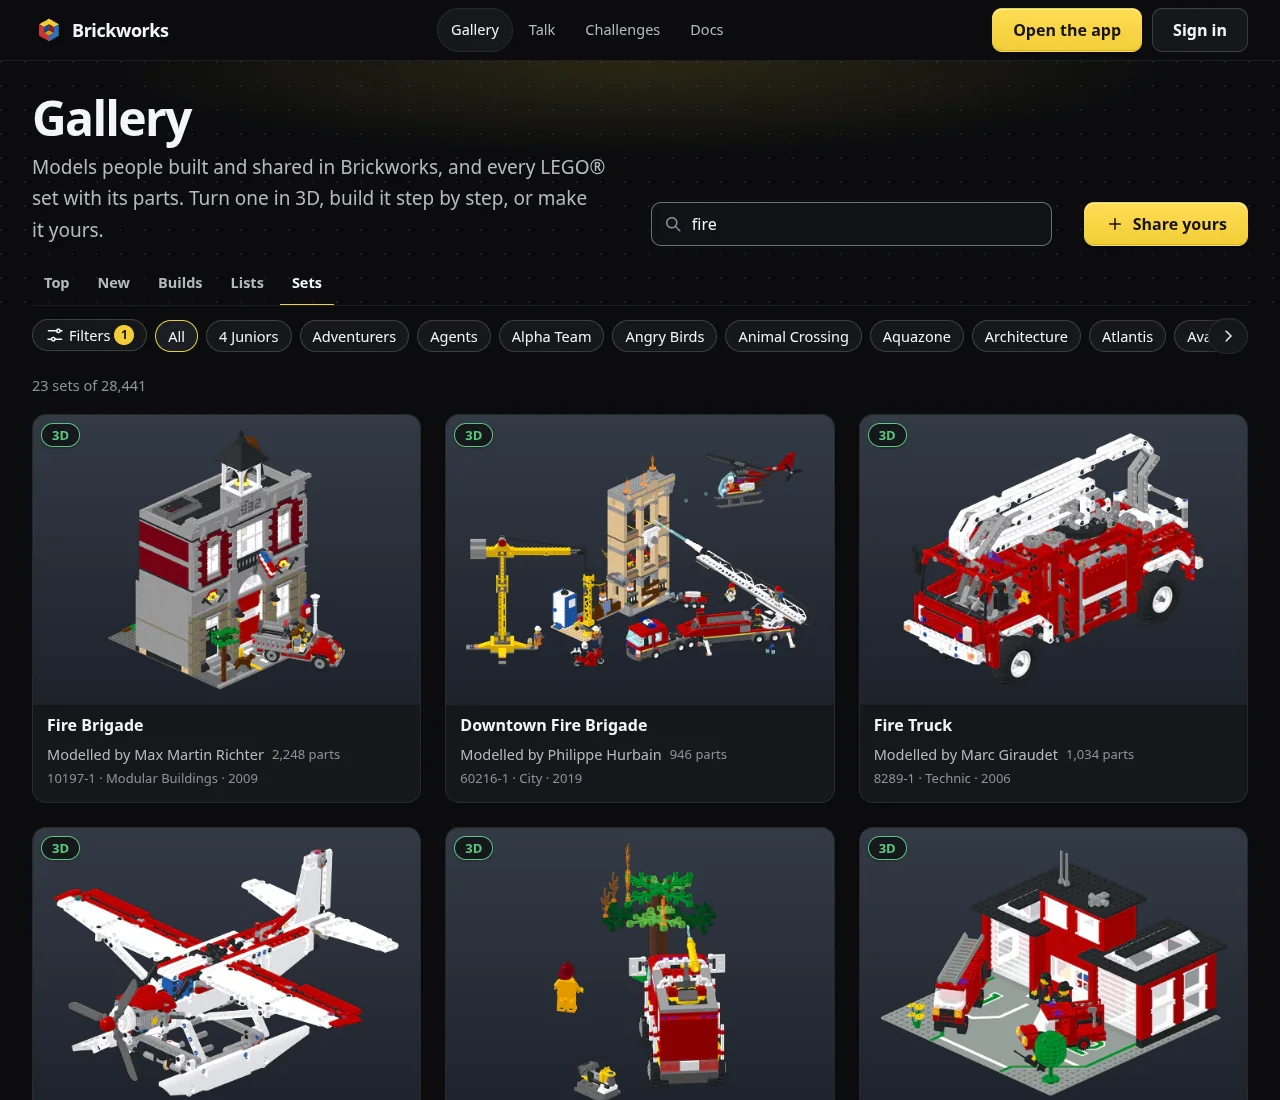 Brickworks
Gallery
Talk
Challenges
Docs
Open the app
Sign in
Gallery
Models people built and shared in Brickworks, and every LEGO®
set with its parts. Turn one in 3D, build it step by step, or make
it yours.
fire
Share yours
Top
New
Builds
Lists
Sets
Filters 1
All
4 Juniors
Adventurers
Agents
Alpha Team
Angry Birds
Animal Crossing
Aquazone
Architecture
Atlantis
23 sets of 28,441
3D
932
Fire Brigade
Modelled by Max Martin Richter 2,248 parts
10197-1 · Modular Buildings · 2009
3D
Downtown Fire Brigade
Modelled by Philippe Hurbain 946 parts
60216-1 · City · 2019
3D
Fire Truck
Modelled by Marc Giraudet 1,034 parts
8289-1 · Technic · 2006
3D
3D
3D